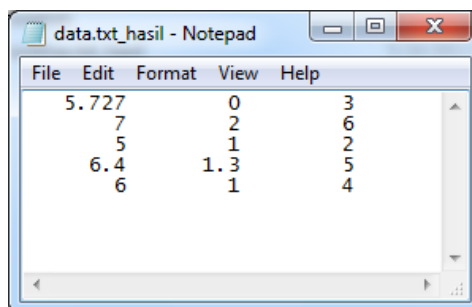 data.txt_hasil - Notepad
File Edit Format View Help
5.727 0 3
7 2 6
5 1 2
6.4 1.3 5
6 1 4